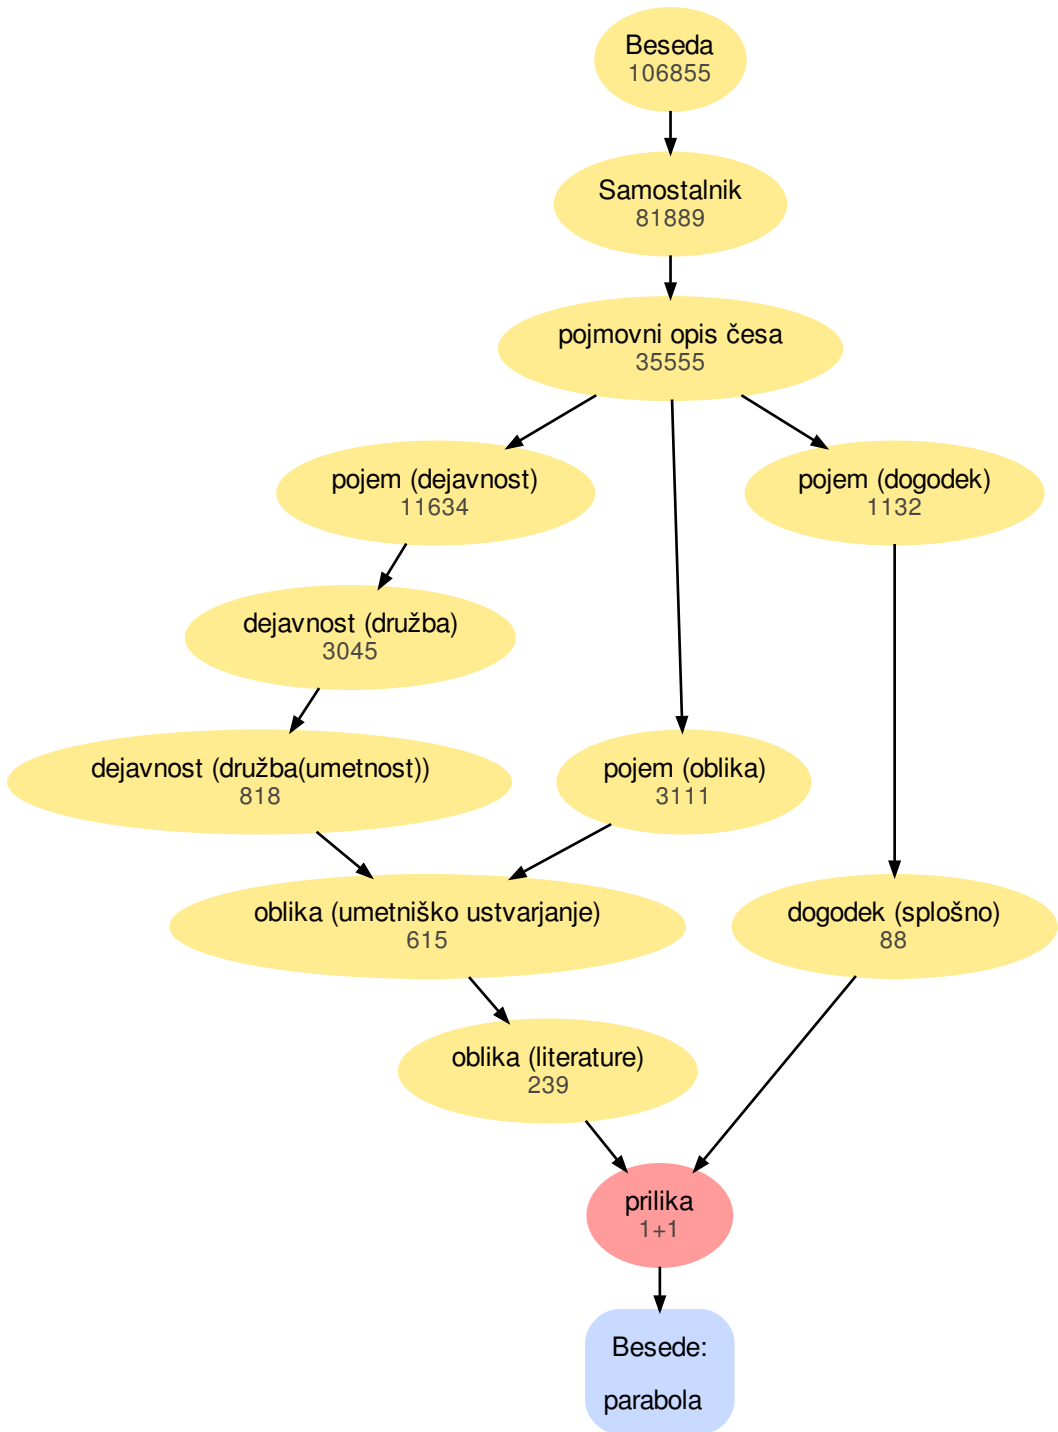 Beseda
106855
Samostalnik
81889
pojmovni opis česa
35555
pojem (dejavnost)
11634
pojem (dogodek)
1132
dejavnost (družba)
3045
dejavnost (družba(umetnost))
818
pojem (oblika)
3111
oblika (umetniško ustvarjanje)
615
dogodek (splošno)
88
oblika (literature)
239
prilika
1+1
Besede:
parabola